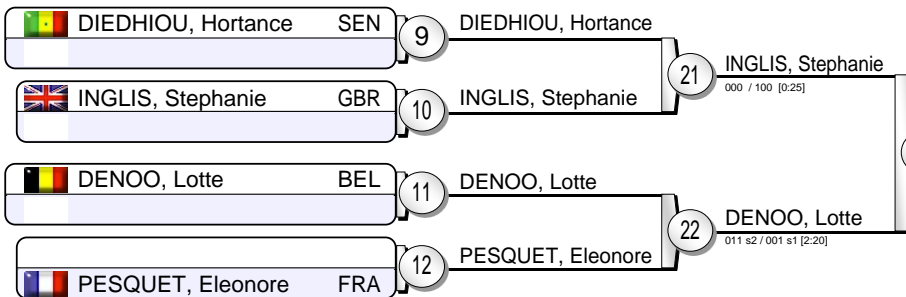 DIEDHIOU, Hortance SEN
9
DIEDHIOU, Hortance
21
INGLIS, Stephanie
000 / 100 [0:25]
INGLIS, Stephanie GBR
10
INGLIS, Stephanie
DENOO, Lotte BEL
11
DENOO, Lotte
22
DENOO, Lotte
011 s2 / 001 s1 [2:20]
12
PESQUET, Eleonore
PESQUET, Eleonore FRA